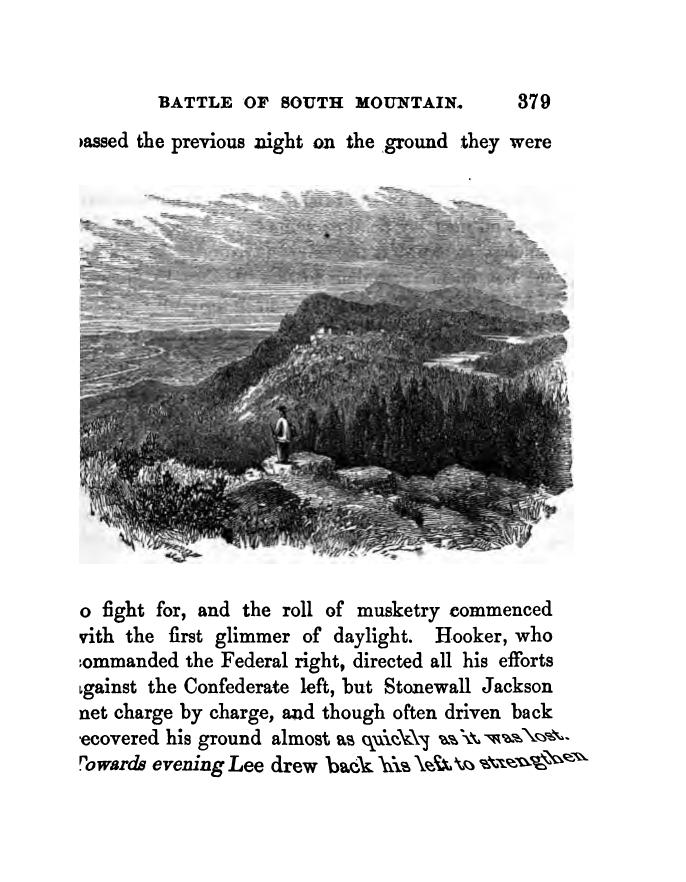 BATTLE OF SOUTH MOUNTAIN. 379
assed the previous night on the ground they were
o fight for, and the roll of musketry commenced
with the first glimmer of daylight. Hooker, who
ommanded the Federal right, directed all his efforts
gainst the Confederate left, but Stonewall Jackson
met charge by charge, and though often driven back
ecovered his ground almost as quickly as it was lost.
Towards evening Lee drew back his left to strengthen